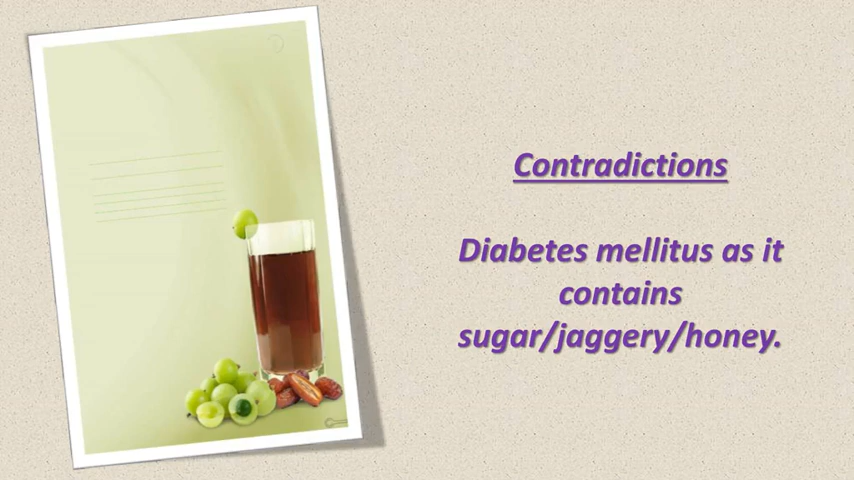 Contradictions
Diabetes mellitus as it
contains
sugar/jaggery/honey.